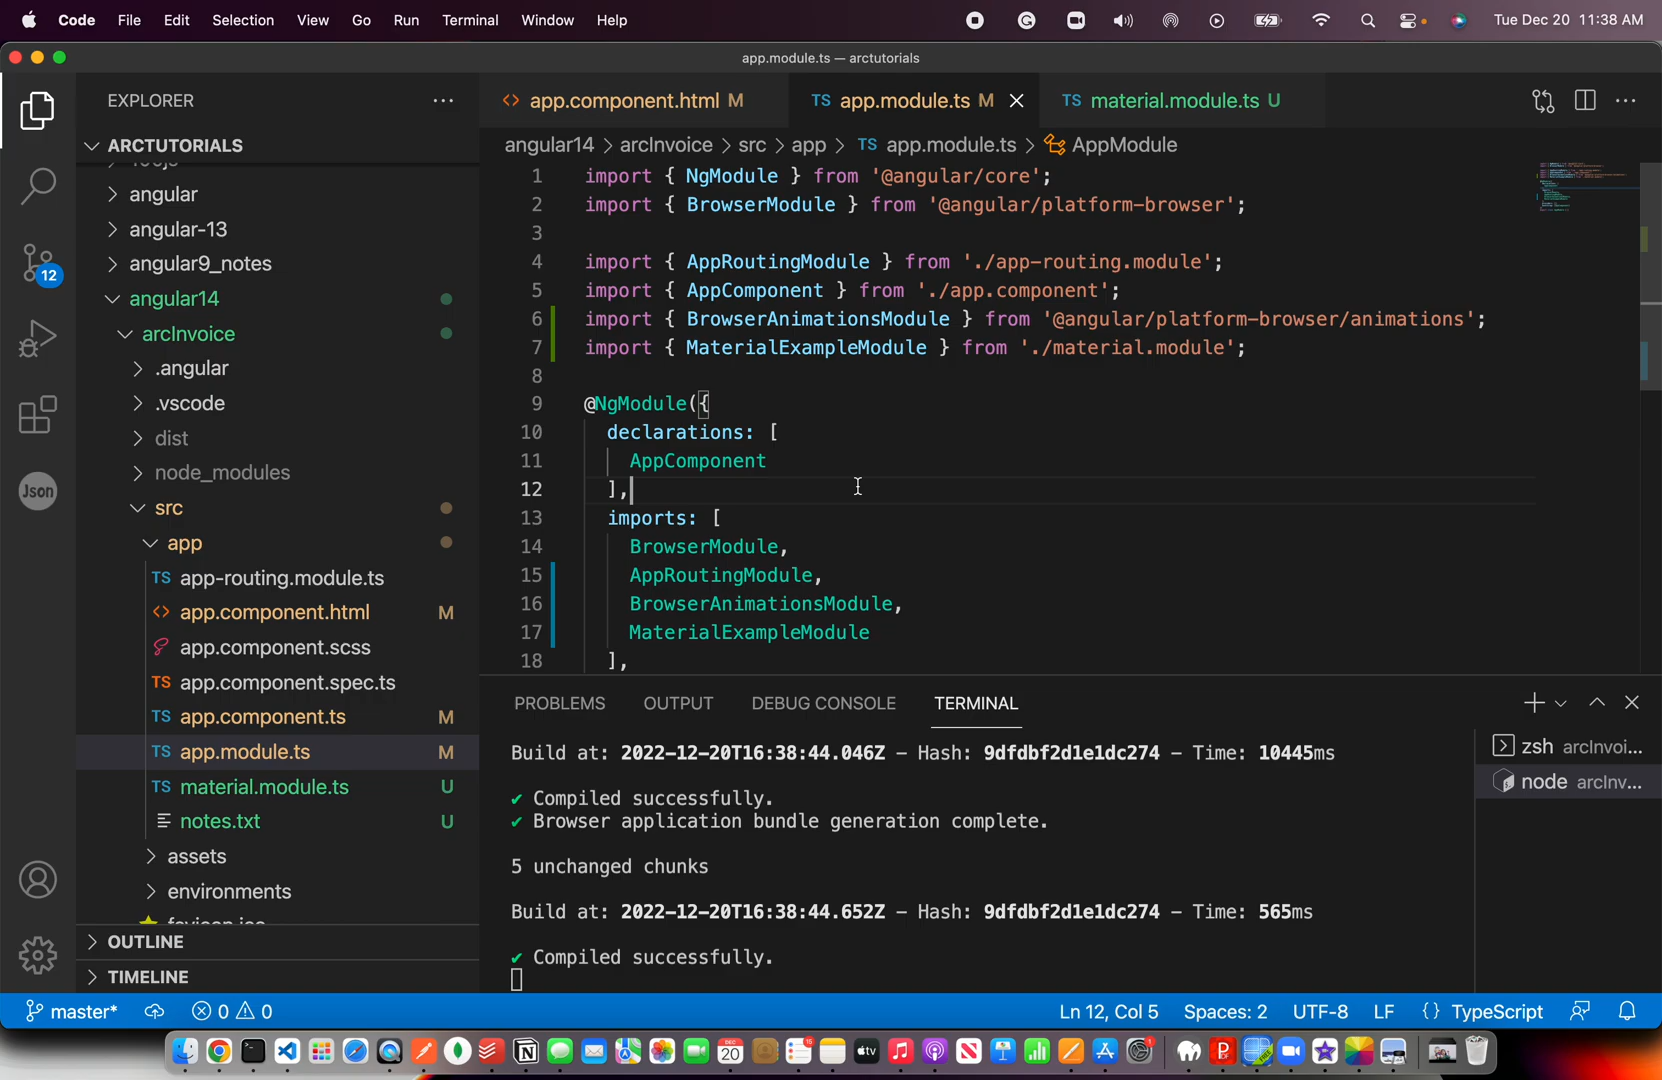 Code File Edit Selection View Go Run Terminal Window Help Tue Dec 20 11:38 AM
app.module.ts — arctutorials
EXPLORER
ARCTUTORIALS
angular
angular-13
angular9_notes
angular14
arcInvoice
.angular
.vscode
dist
node_modules
src
app
TS app-routing.module.ts
<> app.component.html M
app.component.scss
TS app.component.spec.ts
TS app.component.ts M
TS app.module.ts M
TS material.module.ts U
notes.txt U
assets
environments
OUTLINE
TIMELINE
12
Json
<> app.component.html M TS app.module.ts M TS material.module.ts U
angular14 > arcInvoice > src > app > TS app.module.ts > AppModule
1 import { NgModule } from '@angular/core';
2 import { BrowserModule } from '@angular/platform-browser';
3
4 import { AppRoutingModule } from './app-routing.module';
5 import { AppComponent } from './app.component';
6 import { BrowserAnimationsModule } from '@angular/platform-browser/animations';
7 import { MaterialExampleModule } from './material.module';
8
9 @NgModule({
10 declarations: [
11 AppComponent
12 ],
13 imports: [
14 BrowserModule,
15 AppRoutingModule,
16 BrowserAnimationsModule,
17 MaterialExampleModule
18 ],
PROBLEMS OUTPUT DEBUG CONSOLE TERMINAL
Build at: 2022-12-20T16:38:44.046Z - Hash: 9dfdbf2d1e1dc274 - Time: 10445ms
✔ Compiled successfully.
✔ Browser application bundle generation complete.
5 unchanged chunks
Build at: 2022-12-20T16:38:44.652Z - Hash: 9dfdbf2d1e1dc274 - Time: 565ms
✔ Compiled successfully.
zsh arcInvoi...
node arcInv...
master* 0 0 Ln 12, Col 5 Spaces: 2 UTF-8 LF {} TypeScript